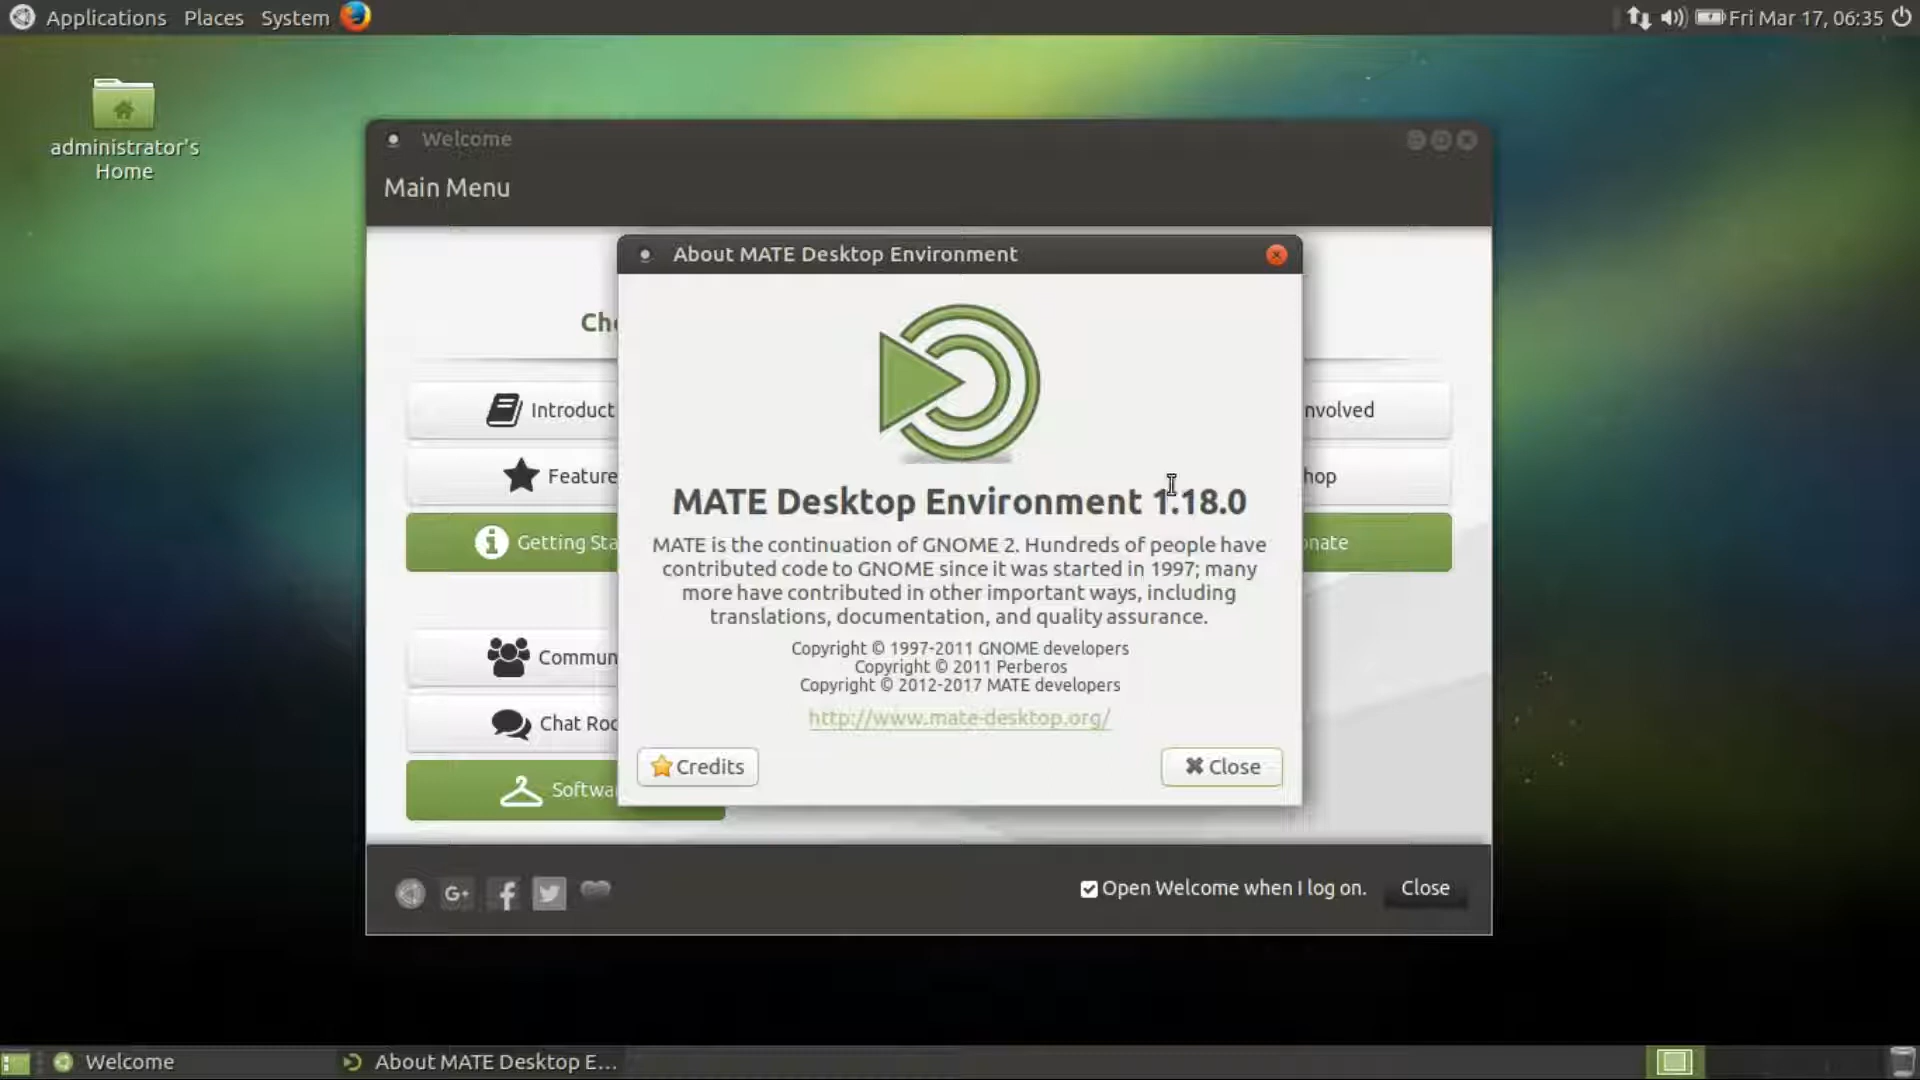 Applications Places System
Fri Mar 17, 06:35
administrator's
Home
Welcome
Main Menu
About MATE Desktop Environment
MATE Desktop Environment 1.18.0
MATE is the continuation of GNOME 2. Hundreds of people have
contributed code to GNOME since it was started in 1997; many
more have contributed in other important ways, including
translations, documentation, and quality assurance.
Copyright © 1997-2011 GNOME developers
Copyright © 2011 Perberos
Copyright © 2012-2017 MATE developers
http://www.mate-desktop.org/
Credits
Close
Ch
Introduct
Feature
Getting Sta
Commun
Chat Roo
Softwa
nvolved
hop
nate
G+
Open Welcome when I log on.
Close
Welcome
About MATE Desktop E...